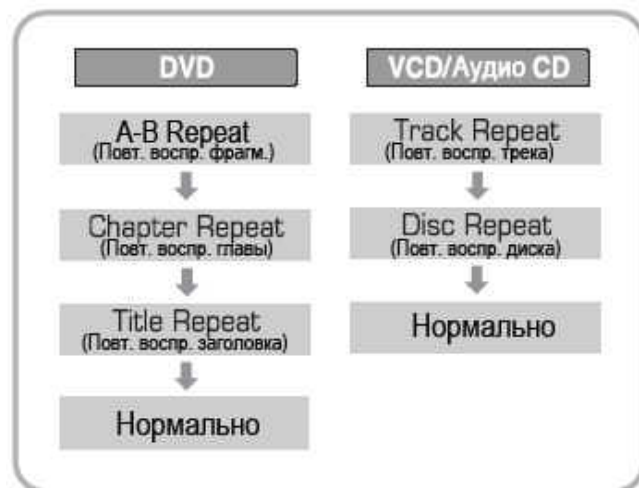 DVD
A-B Repeat
(Повт. воспр. фрагм.)
Chapter Repeat
(Повт. воспр. главы)
Title Repeat
(Повт. воспр. заголовка)
Нормально
VCD/Аудио CD
Track Repeat
(Повт. воспр. трека)
Disc Repeat
(Повт. воспр. диска)
Нормально